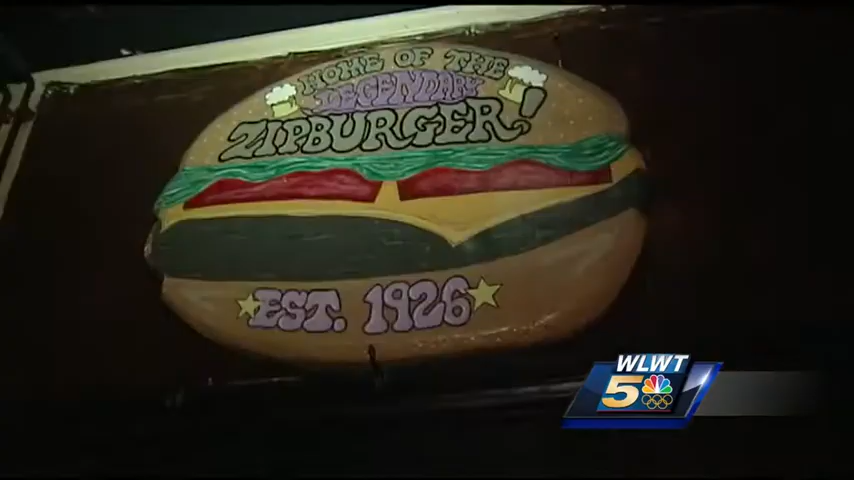 HOME OF THE
LEGENDARY
ZIPBURGER!
EST. 1926
WLWT
5